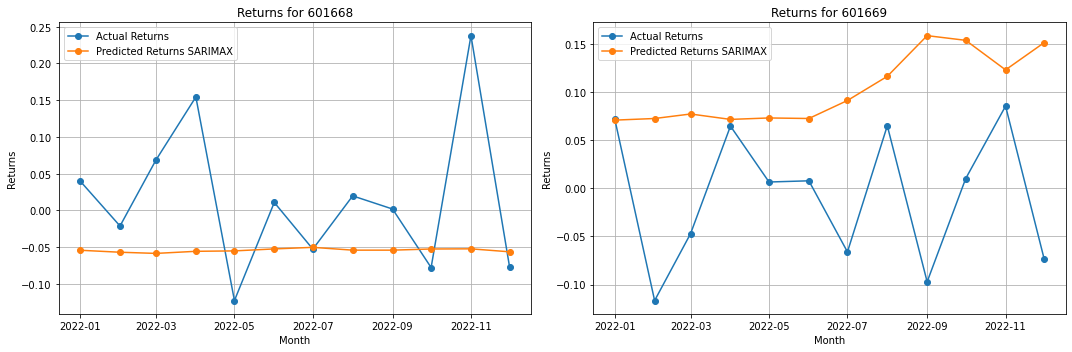 Returns for 601668
Actual Returns
Predicted Returns SARIMAX
0.25
0.20
0.15
0.10
0.05
0.00
−0.05
−0.10
Returns
2022-01 2022-03 2022-05 2022-07 2022-09 2022-11
Month
Returns for 601669
Actual Returns
Predicted Returns SARIMAX
0.15
0.10
0.05
0.00
−0.05
−0.10
Returns
2022-01 2022-03 2022-05 2022-07 2022-09 2022-11
Month